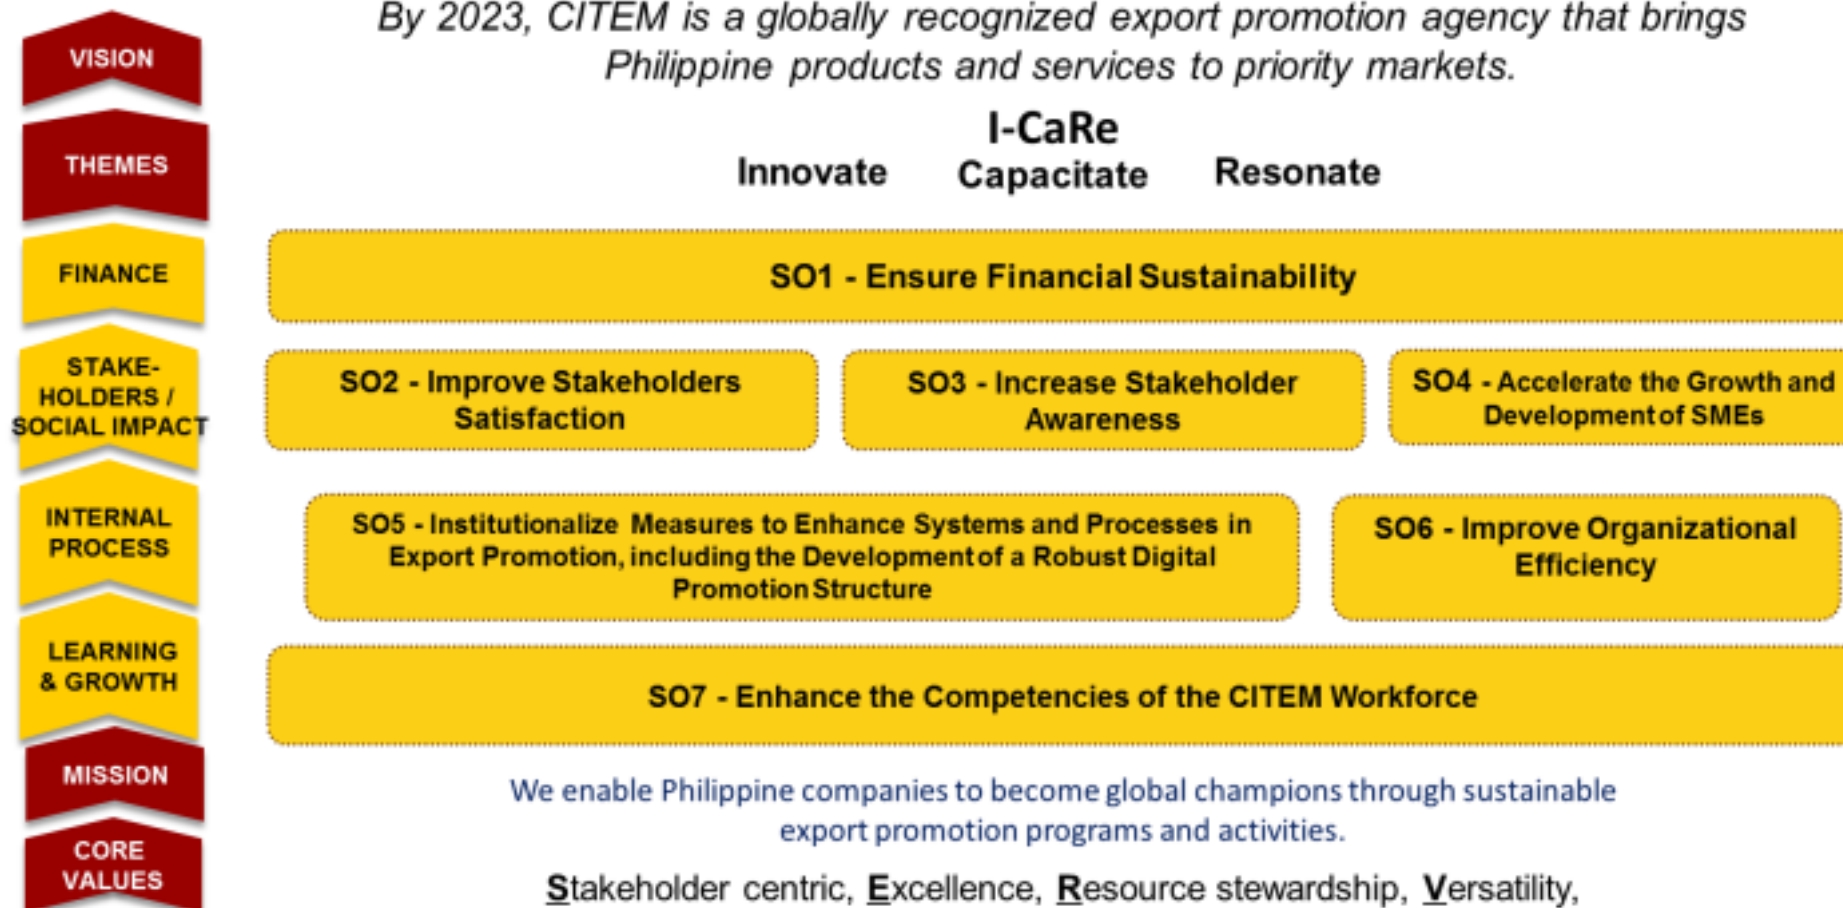 VISION
By 2023, CITEM is a globally recognized export promotion agency that brings
Philippine products and services to priority markets.
THEMES
I-CaRe
Innovate Capacitate Resonate
FINANCE
SO1 - Ensure Financial Sustainability
STAKE-
HOLDERS /
SOCIAL IMPACT
SO2 - Improve Stakeholders
Satisfaction
SO3 - Increase Stakeholder
Awareness
SO4 - Accelerate the Growth and
Development of SMEs
INTERNAL
PROCESS
SO5 - Institutionalize Measures to Enhance Systems and Processes in
Export Promotion, including the Development of a Robust Digital
Promotion Structure
SO6 - Improve Organizational
Efficiency
LEARNING
& GROWTH
SO7 - Enhance the Competencies of the CITEM Workforce
MISSION
We enable Philippine companies to become global champions through sustainable
export promotion programs and activities.
CORE
VALUES
Stakeholder centric, Excellence, Resource stewardship, Versatility,